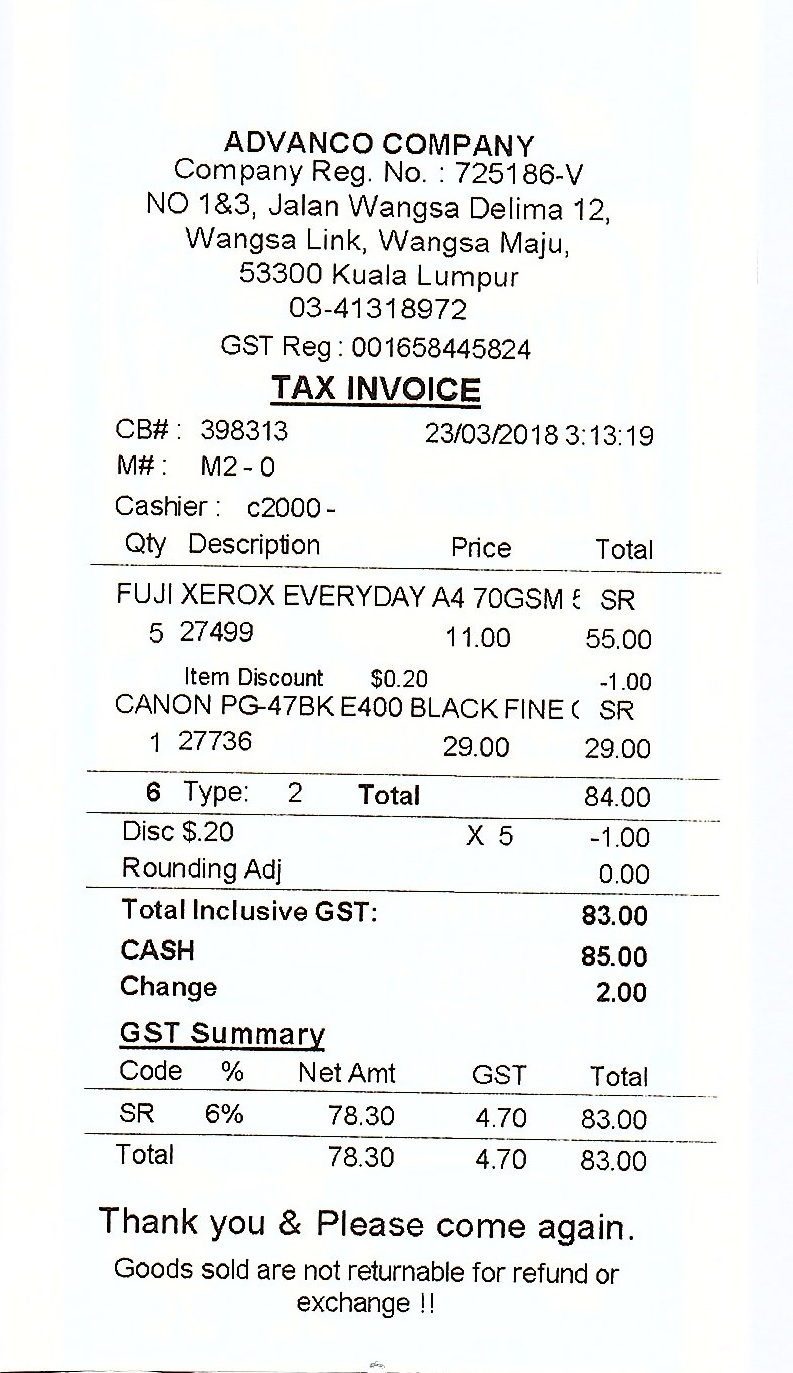 ADVANCO COMPANY
Company Reg. No. : 725186-V
NO 1&3, Jalan Wangsa Delima 12,
Wangsa Link, Wangsa Maju,
53300 Kuala Lumpur
03-41318972
GST Reg : 001658445824
TAX INVOICE
CB# : 398313 23/03/2018 3:13:19
M# : M2 - 0
Cashier : c2000 -
Qty Description Price Total
FUJI XEROX EVERYDAY A4 70GSM SR
5 27499 11.00 55.00
Item Discount $0.20 -1.00
CANON PG-47BK E400 BLACK FINE SR
1 27736 29.00 29.00
6 Type: 2 Total 84.00
Disc $.20 X 5 -1.00
Rounding Adj 0.00
Total Inclusive GST: 83.00
CASH 85.00
Change 2.00
GST Summary
Code % Net Amt GST Total
SR 6% 78.30 4.70 83.00
Total 78.30 4.70 83.00
Thank you & Please come again.
Goods sold are not returnable for refund or
exchange !!